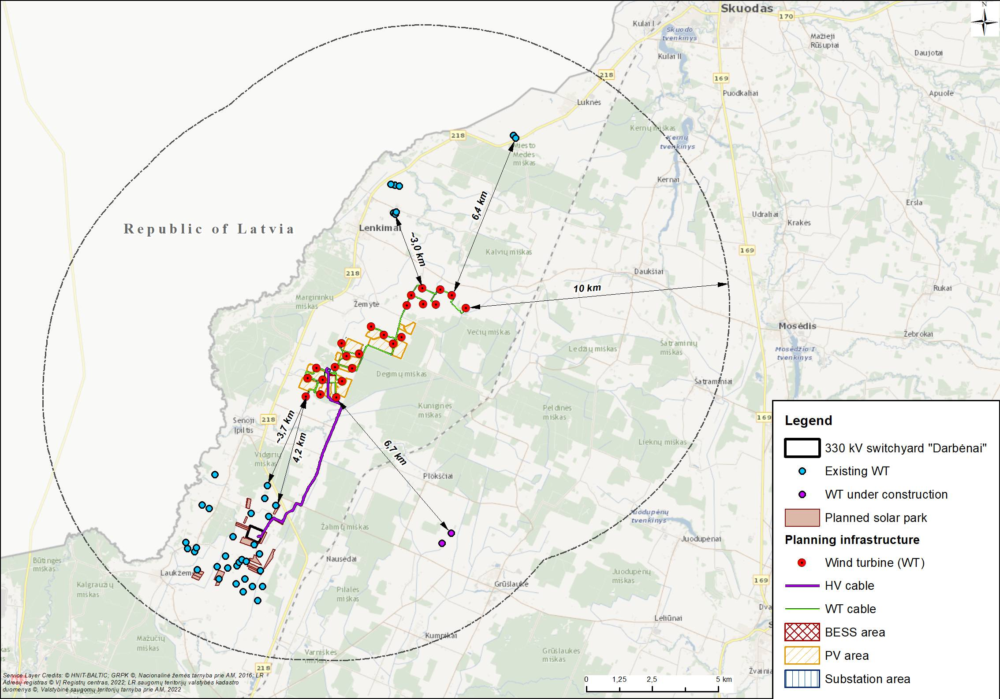 N
Skuodas
170
Kulai I
Skuodo
tvenkinys
Mažieji
Rūšupiai
Kulai II
Daujotai
218
169
Puodkaliai
Apuolė
Luknės
Kernų miškas
218
Kernų
tvenkinys
Miesto
Medės
miškas
Kernai
6,4 km
Ersla
Udraliai
Krakės
Republic of Latvia
Lenkimai
~3,0 km
Kalvių miškas
169
218
Daukšiai
10 km
Rukai
Margininkų
miškas
Žemytė
Večių miškas
Mosėdis
Žebrokai
Šatraminių
miškas
Ledžių miškas
Mosėdžio I
tvenkinys
Degimų miškas
Šatraminiai
Kuniginės
miškas
Peldinės
miškas
Senoji
Įpiltis
218
~3,7 km
169
4,2 km
6,7 km
Lieknų miškas
Vidgirių
miškas
Plokščiai
Juodupėnų
tvenkinys
Žalimų miškas
Juodupėnai
Nausėdai
Būtingės
miškas
Laukžeme
Kalgraužių
miškas
Juodupėnų
miškas
Grūšlaukė
169
Pilalės
miškas
Dva
Leliūnai
S
Kumpikai
Mažučių
miškas
Varniškės
miškas
Grūšlaukės
miškas
kas
is
218
Žvainia
Legend
330 kV switchyard "Darbėnai"
Existing WT
WT under construction
Planned solar park
Planning infrastructure
Wind turbine (WT)
HV cable
WT cable
BESS area
PV area
Substation area
0 1,25 2,5 5 km
Service Layer Credits: © HNIT-BALTIC; GRPK ©, Nacionalinė žemės tarnyba prie AM, 2016; LR
Adresų registras © VĮ Registrų centras, 2022; LR saugomų teritorijų valstybės kadastro
duomenys ©, Valstybinė saugomų teritorijų tarnyba prie AM, 2022